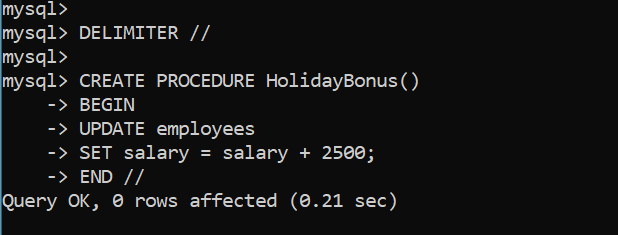 mysql>
mysql> DELIMITER //
mysql>
mysql> CREATE PROCEDURE HolidayBonus()
    -> BEGIN
    -> UPDATE employees
    -> SET salary = salary + 2500;
    -> END //
Query OK, 0 rows affected (0.21 sec)